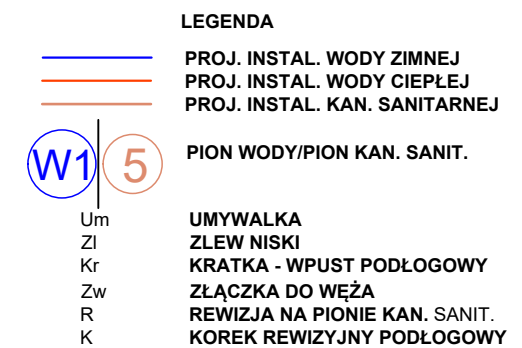 LEGENDA
PROJ. INSTAL. WODY ZIMNEJ
PROJ. INSTAL. WODY CIEPŁEJ
PROJ. INSTAL. KAN. SANITARNEJ
W1 5 PION WODY/PION KAN. SANIT.
Um UMYWALKA
Zl ZLEW NISKI
Kr KRATKA - WPUST PODŁOGOWY
Zw ZŁĄCZKA DO WĘŻA
R REWIZJA NA PIONIE KAN. SANIT.
K KOREK REWIZYJNY PODŁOGOWY